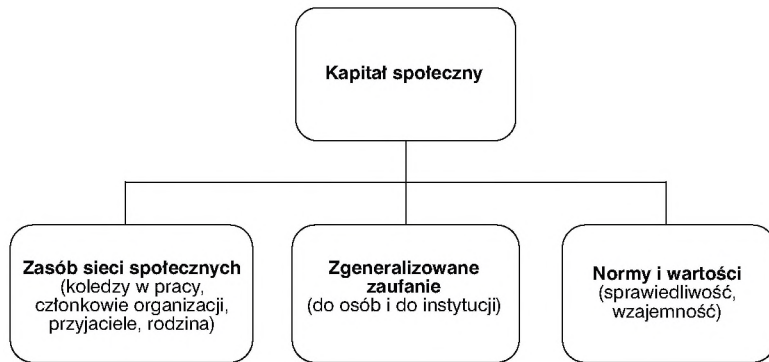 Kapitał społeczny
Zasób sieci społecznych
(koledzy w pracy,
członkowie organizacji,
przyjaciele, rodzina)
Zgeneralizowane
zaufanie
(do osób i do instytucji)
Normy i wartości
(sprawiedliwość,
wzajemność)